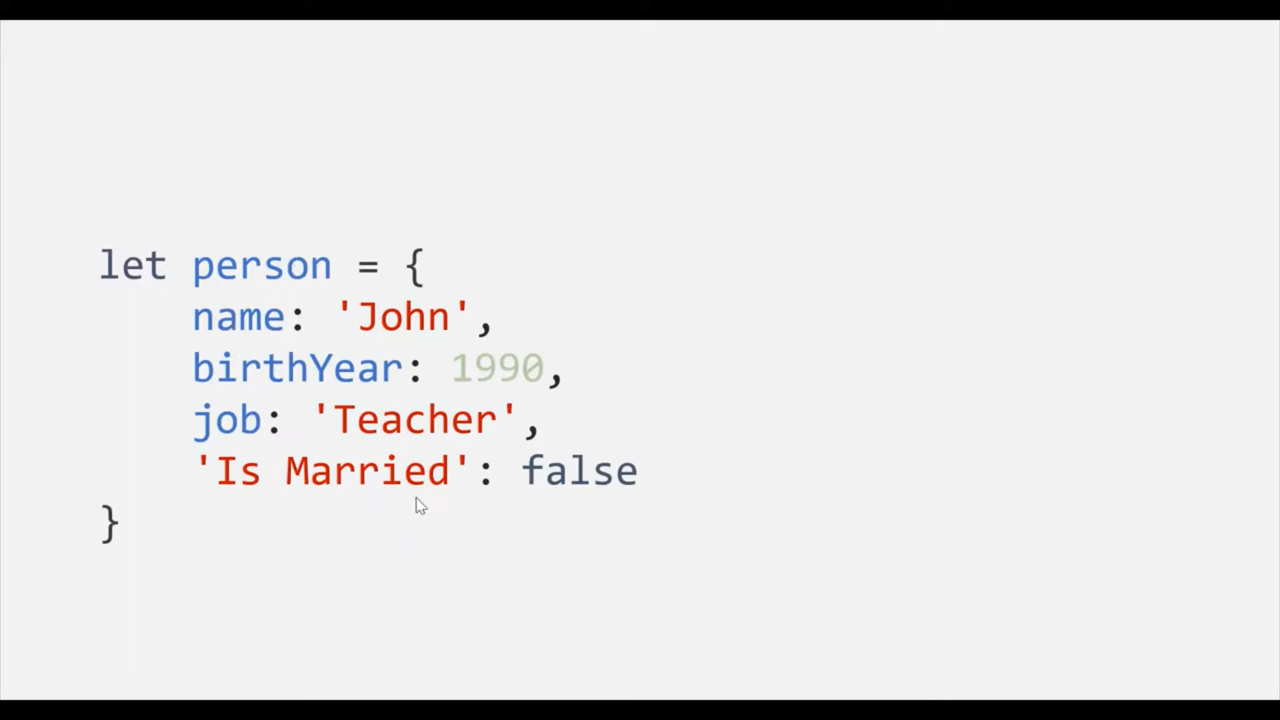 let person = {
    name: 'John',
    birthYear: 1990,
    job: 'Teacher',
    'Is Married': false
}